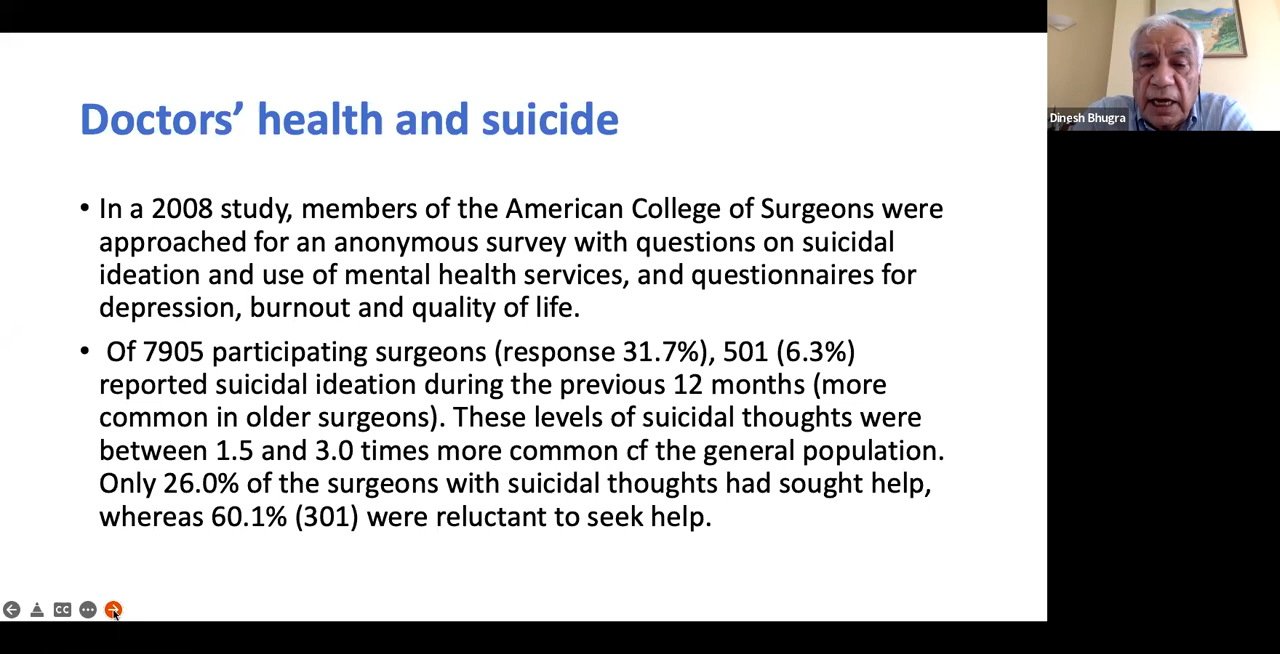 Doctors’ health and suicide
• In a 2008 study, members of the American College of Surgeons were
approached for an anonymous survey with questions on suicidal
ideation and use of mental health services, and questionnaires for
depression, burnout and quality of life.
• Of 7905 participating surgeons (response 31.7%), 501 (6.3%)
reported suicidal ideation during the previous 12 months (more
common in older surgeons). These levels of suicidal thoughts were
between 1.5 and 3.0 times more common cf the general population.
Only 26.0% of the surgeons with suicidal thoughts had sought help,
whereas 60.1% (301) were reluctant to seek help.
CC
Dinesh Bhugra